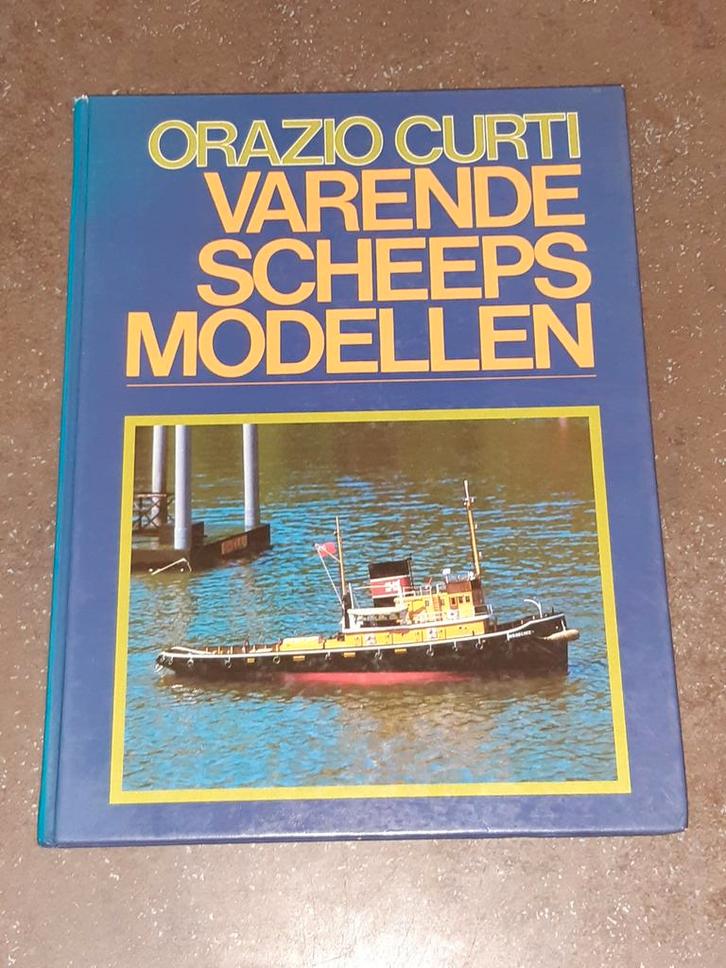 ORAZIO CURTI
VARENDE
SCHEEPS
MODELLEN